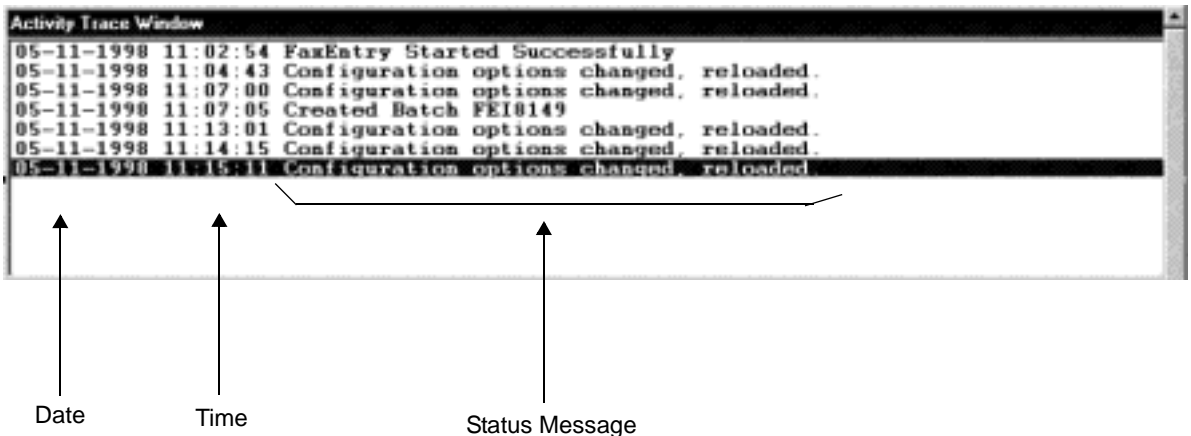 Activity Trace Window
05-11-1998 11:02:54 FaxEntry Started Successfully
05-11-1998 11:04:43 Configuration options changed, reloaded.
05-11-1998 11:07:00 Configuration options changed, reloaded.
05-11-1998 11:07:05 Created Batch FEI8149
05-11-1998 11:13:01 Configuration options changed, reloaded.
05-11-1998 11:14:15 Configuration options changed, reloaded.
05-11-1998 11:15:11 Configuration options changed, reloaded.
Date
Time
Status Message